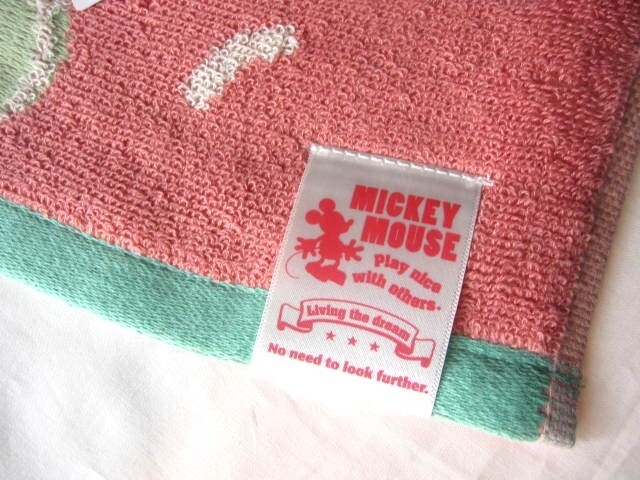 MICKEY
MOUSE
Play nice
with others.
Living the dream
No need to look further.